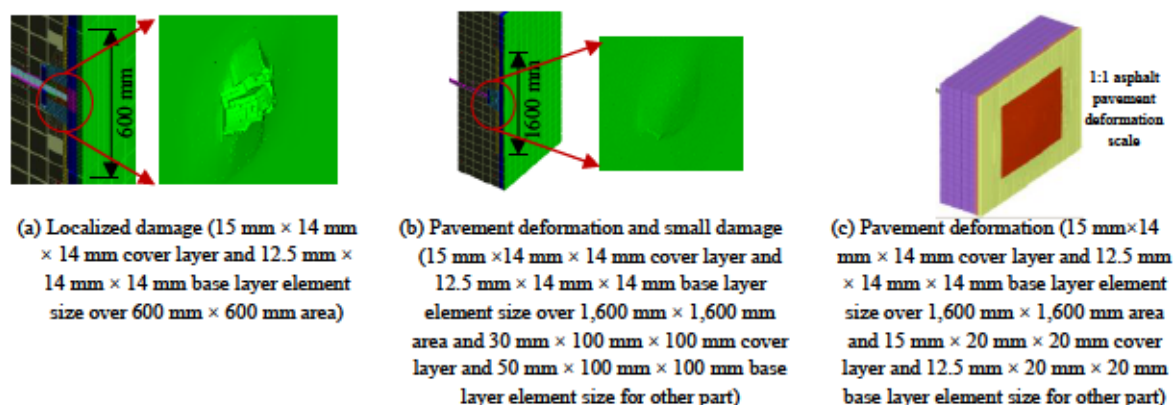 600 mm
1600 mm
1:1 asphalt
pavement
deformation
scale
(a) Localized damage (15 mm × 14 mm
× 14 mm cover layer and 12.5 mm ×
14 mm × 14 mm base layer element
size over 600 mm × 600 mm area)
(b) Pavement deformation and small damage
(15 mm ×14 mm × 14 mm cover layer and
12.5 mm × 14 mm × 14 mm base layer
element size over 1,600 mm × 1,600 mm
area and 30 mm × 100 mm × 100 mm cover
layer and 50 mm × 100 mm × 100 mm base
layer element size for other part)
(c) Pavement deformation (15 mm×14
mm × 14 mm cover layer and 12.5 mm
× 14 mm × 14 mm base layer element
size over 1,600 mm × 1,600 mm area
and 15 mm × 20 mm × 20 mm cover
layer and 12.5 mm × 20 mm × 20 mm
base layer element size for other part)